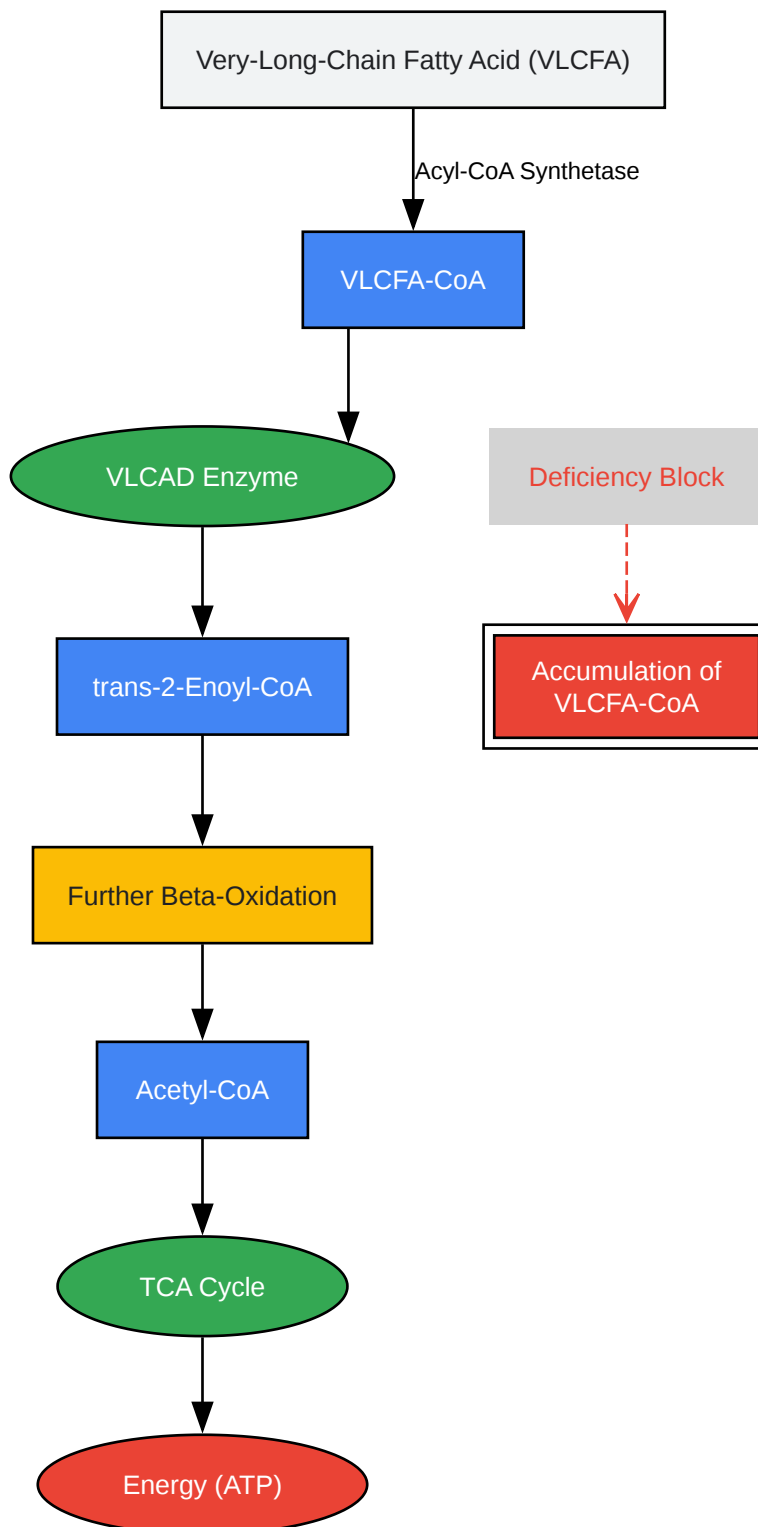 Very-Long-Chain Fatty Acid (VLCFA)
Acyl-CoA Synthetase
VLCFA-CoA
VLCAD Enzyme
Deficiency Block
trans-2-Enoyl-CoA
Accumulation of
VLCFA-CoA
Further Beta-Oxidation
Acetyl-CoA
TCA Cycle
Energy (ATP)